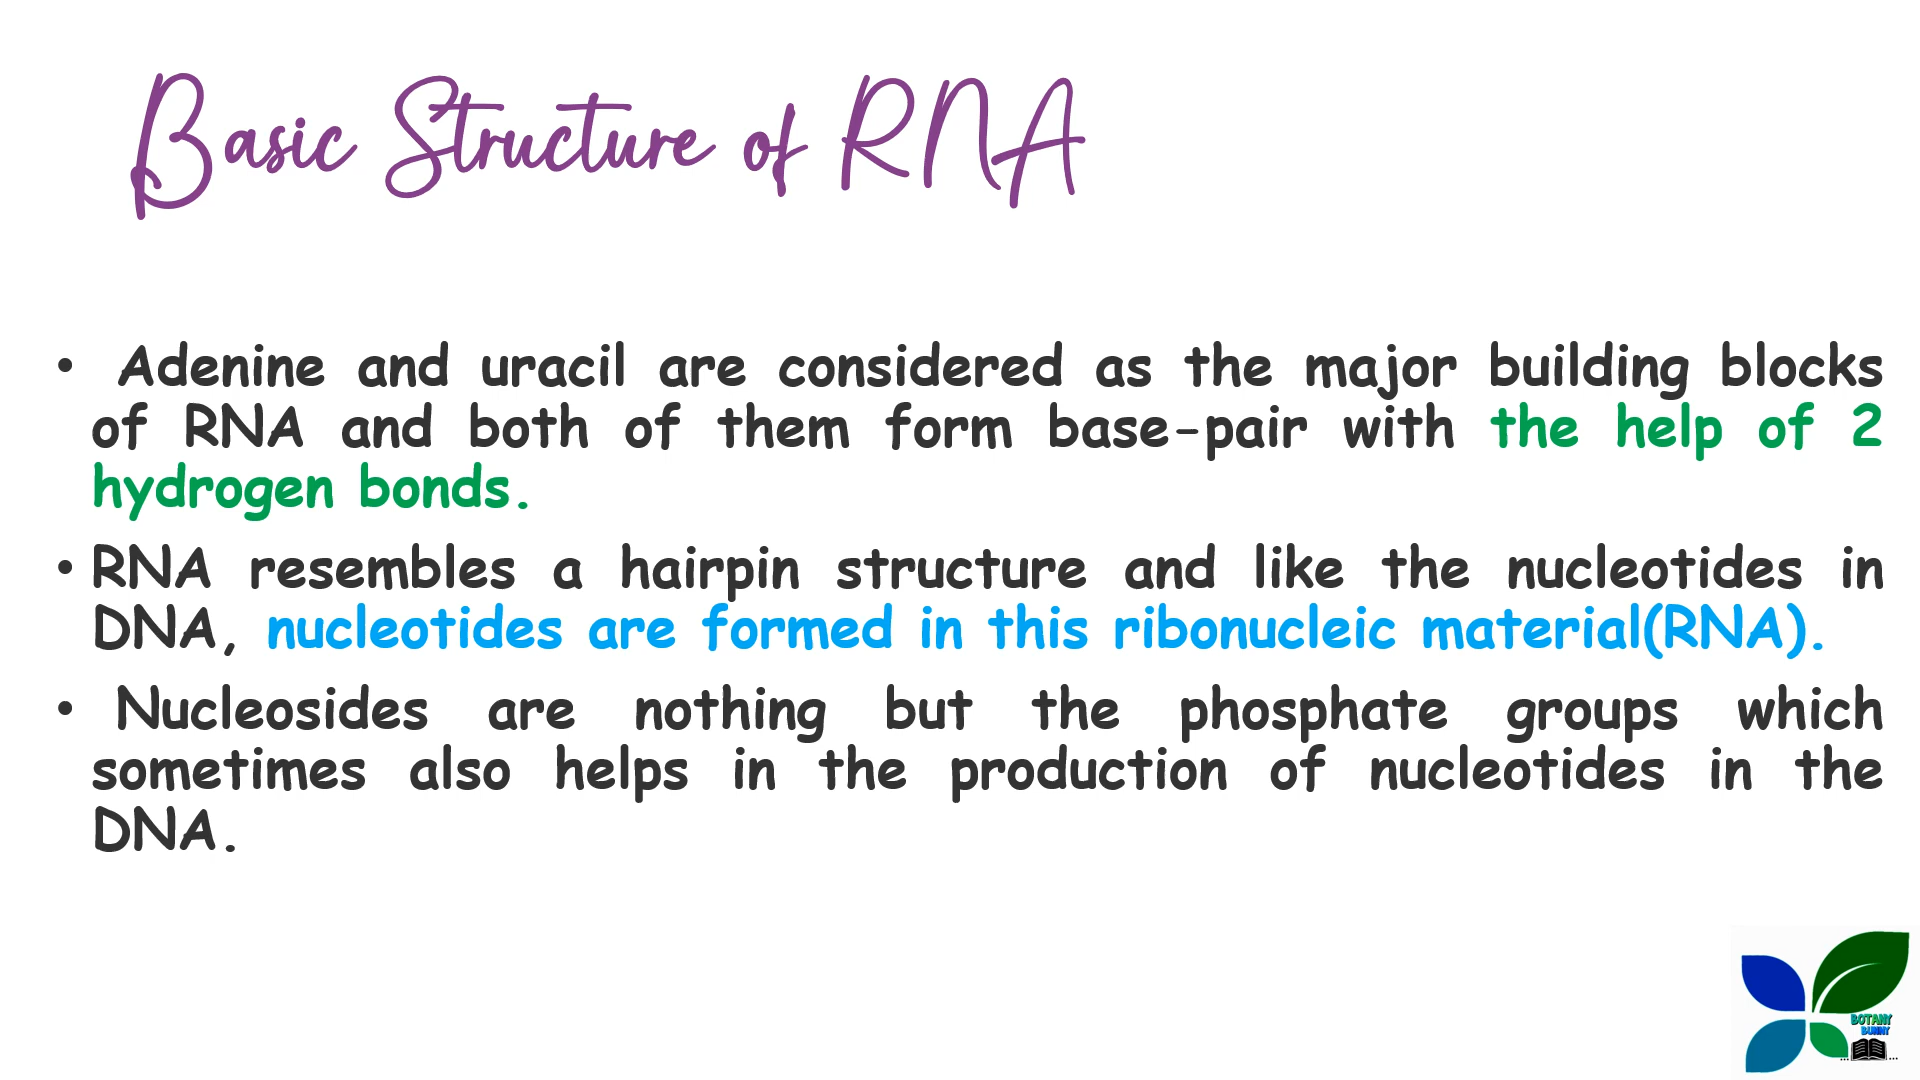 Basic Structure of RNA
• Adenine and uracil are considered as the major building blocks
of RNA and both of them form base-pair with the help of 2
hydrogen bonds.
• RNA resembles a hairpin structure and like the nucleotides in
DNA, nucleotides are formed in this ribonucleic material(RNA).
• Nucleosides are nothing but the phosphate groups which
sometimes also helps in the production of nucleotides in the
DNA.
BOTANY
BUNNY